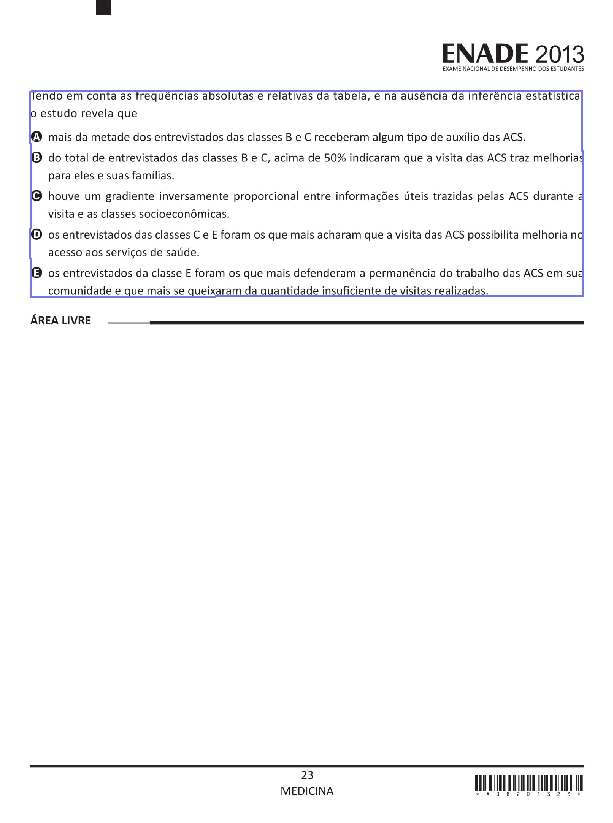 ENADE 2013
EXAME NACIONAL DE DESEMPENHO DOS ESTUDANTES
Tendo em conta as frequências absolutas e relativas da tabela, e na ausência da inferência estatística,
o estudo revela que
A mais da metade dos entrevistados das classes B e C receberam algum tipo de auxílio das ACS.
B do total de entrevistados das classes B e C, acima de 50% indicaram que a visita das ACS traz melhorias
para eles e suas famílias.
C houve um gradiente inversamente proporcional entre informações úteis trazidas pelas ACS durante a
visita e as classes socioeconômicas.
D os entrevistados das classes C e E foram os que mais acharam que a visita das ACS possibilita melhoria no
acesso aos serviços de saúde.
E os entrevistados da classe E foram os que mais defenderam a permanência do trabalho das ACS em sua
comunidade e que mais se queixaram da quantidade insuficiente de visitas realizadas.
ÁREA LIVRE
23
MEDICINA